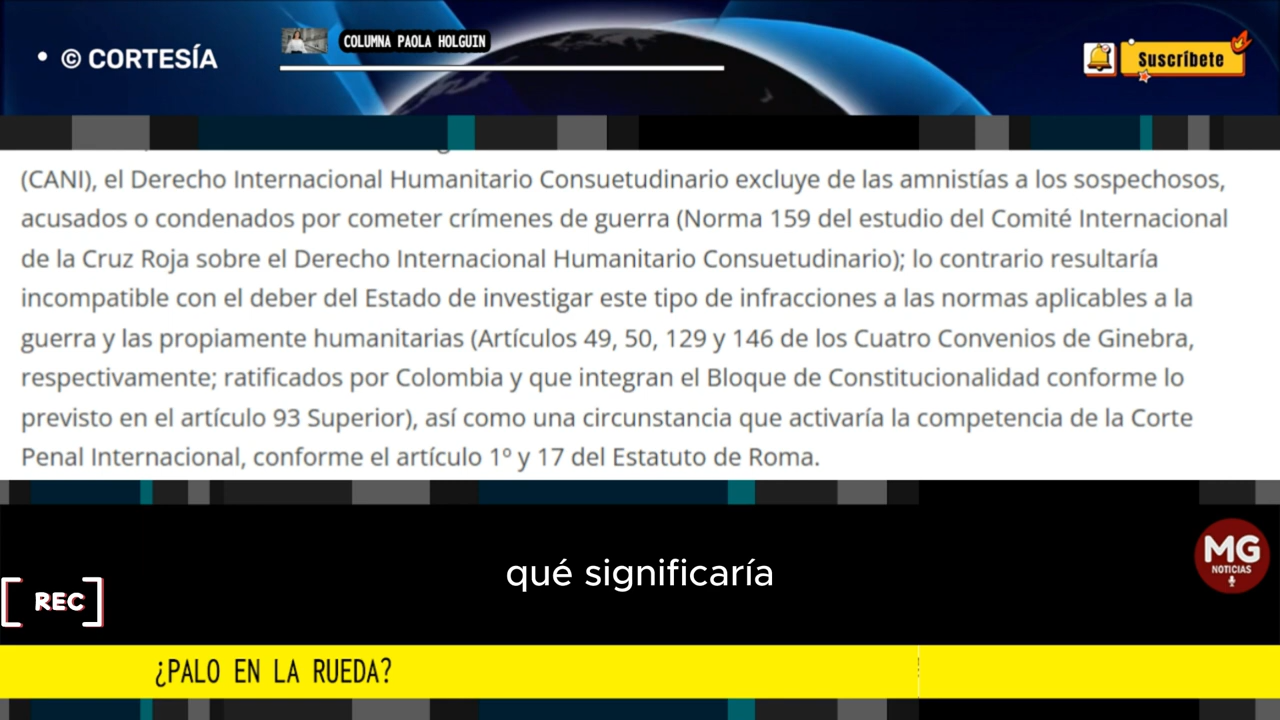 • © CORTESÍA
COLUMNA PAOLA HOLGUIN
Suscríbete
(CANI), el Derecho Internacional Humanitario Consuetudinario excluye de las amnistías a los sospechosos,
acusados o condenados por cometer crímenes de guerra (Norma 159 del estudio del Comité Internacional
de la Cruz Roja sobre el Derecho Internacional Humanitario Consuetudinario); lo contrario resultaría
incompatible con el deber del Estado de investigar este tipo de infracciones a las normas aplicables a la
guerra y las propiamente humanitarias (Artículos 49, 50, 129 y 146 de los Cuatro Convenios de Ginebra,
respectivamente; ratificados por Colombia y que integran el Bloque de Constitucionalidad conforme lo
previsto en el artículo 93 Superior), así como una circunstancia que activaría la competencia de la Corte
Penal Internacional, conforme el artículo 1º y 17 del Estatuto de Roma.
qué significaría
MG
NOTICIAS
REC
¿PALO EN LA RUEDA?